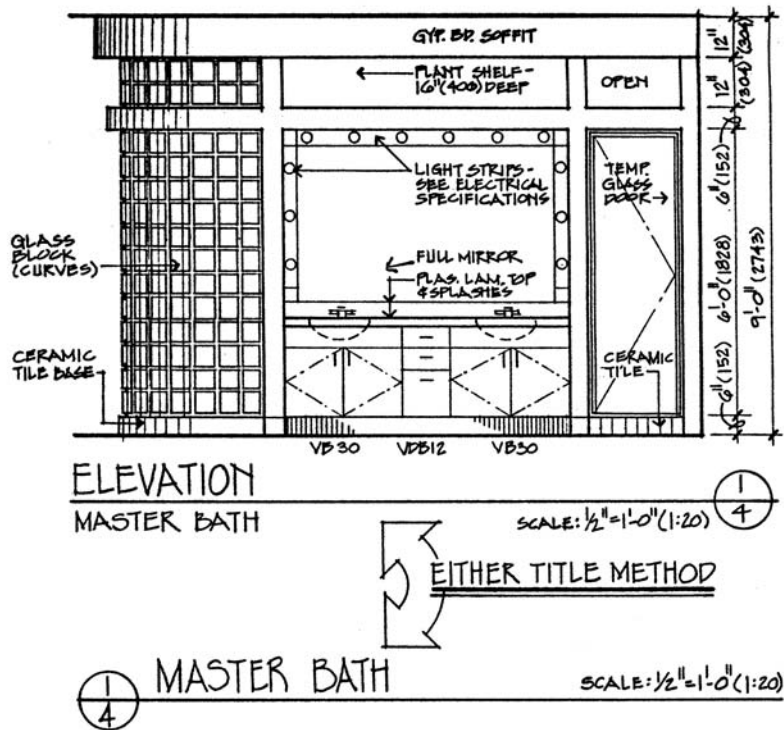 GYP. BD. SOFFIT
PLANT SHELF-
16"(400) DEEP
OPEN
LIGHT STRIPS-
SEE ELECTRICAL
SPECIFICATIONS
TEMP.
GLASS
DOOR
GLASS
BLOCK
(CURVES)
FULL MIRROR
PLAS. LAM. TOP
& SPLASHES
CERAMIC
TILE BASE
CERAMIC
TILE
12"
(304)
12"
(304)
6"(152)
6'-0"(1828)
6"(152)
9'-0"(2743)
VB30
VDB12
VB30
ELEVATION
MASTER BATH
SCALE: 1/2"=1'-0"(1:20)
1
4
EITHER TITLE METHOD
1
4
MASTER BATH
SCALE: 1/2"=1'-0"(1:20)